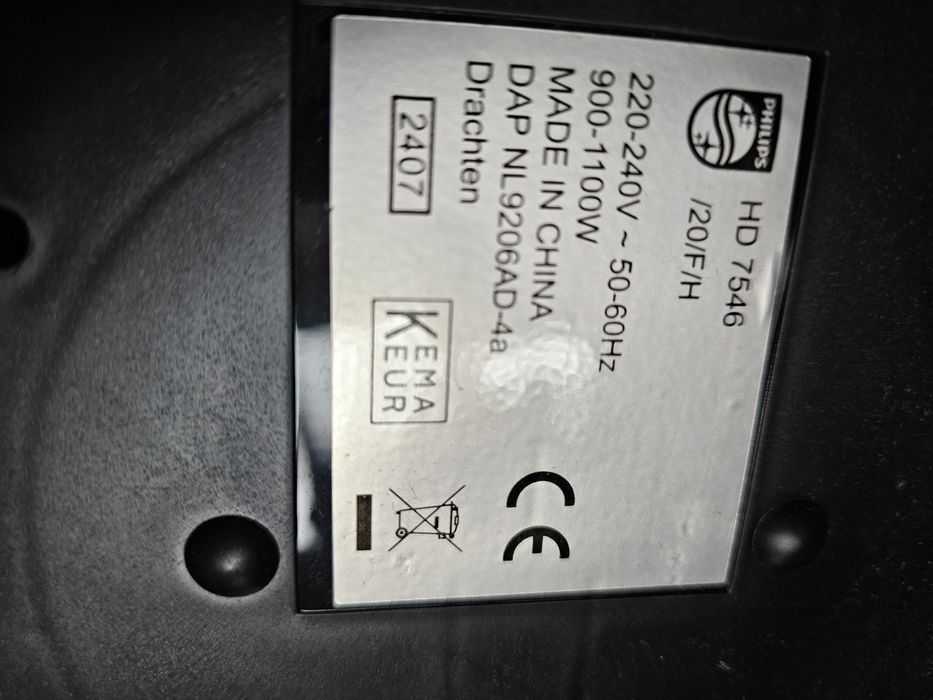 PHILIPS
HD 7546
/20/F/H
220-240V ~ 50-60Hz
900-1100W
MADE IN CHINA
DAP NL9206AD-4a
Drachten
2407
KEMA
KEUR
CE